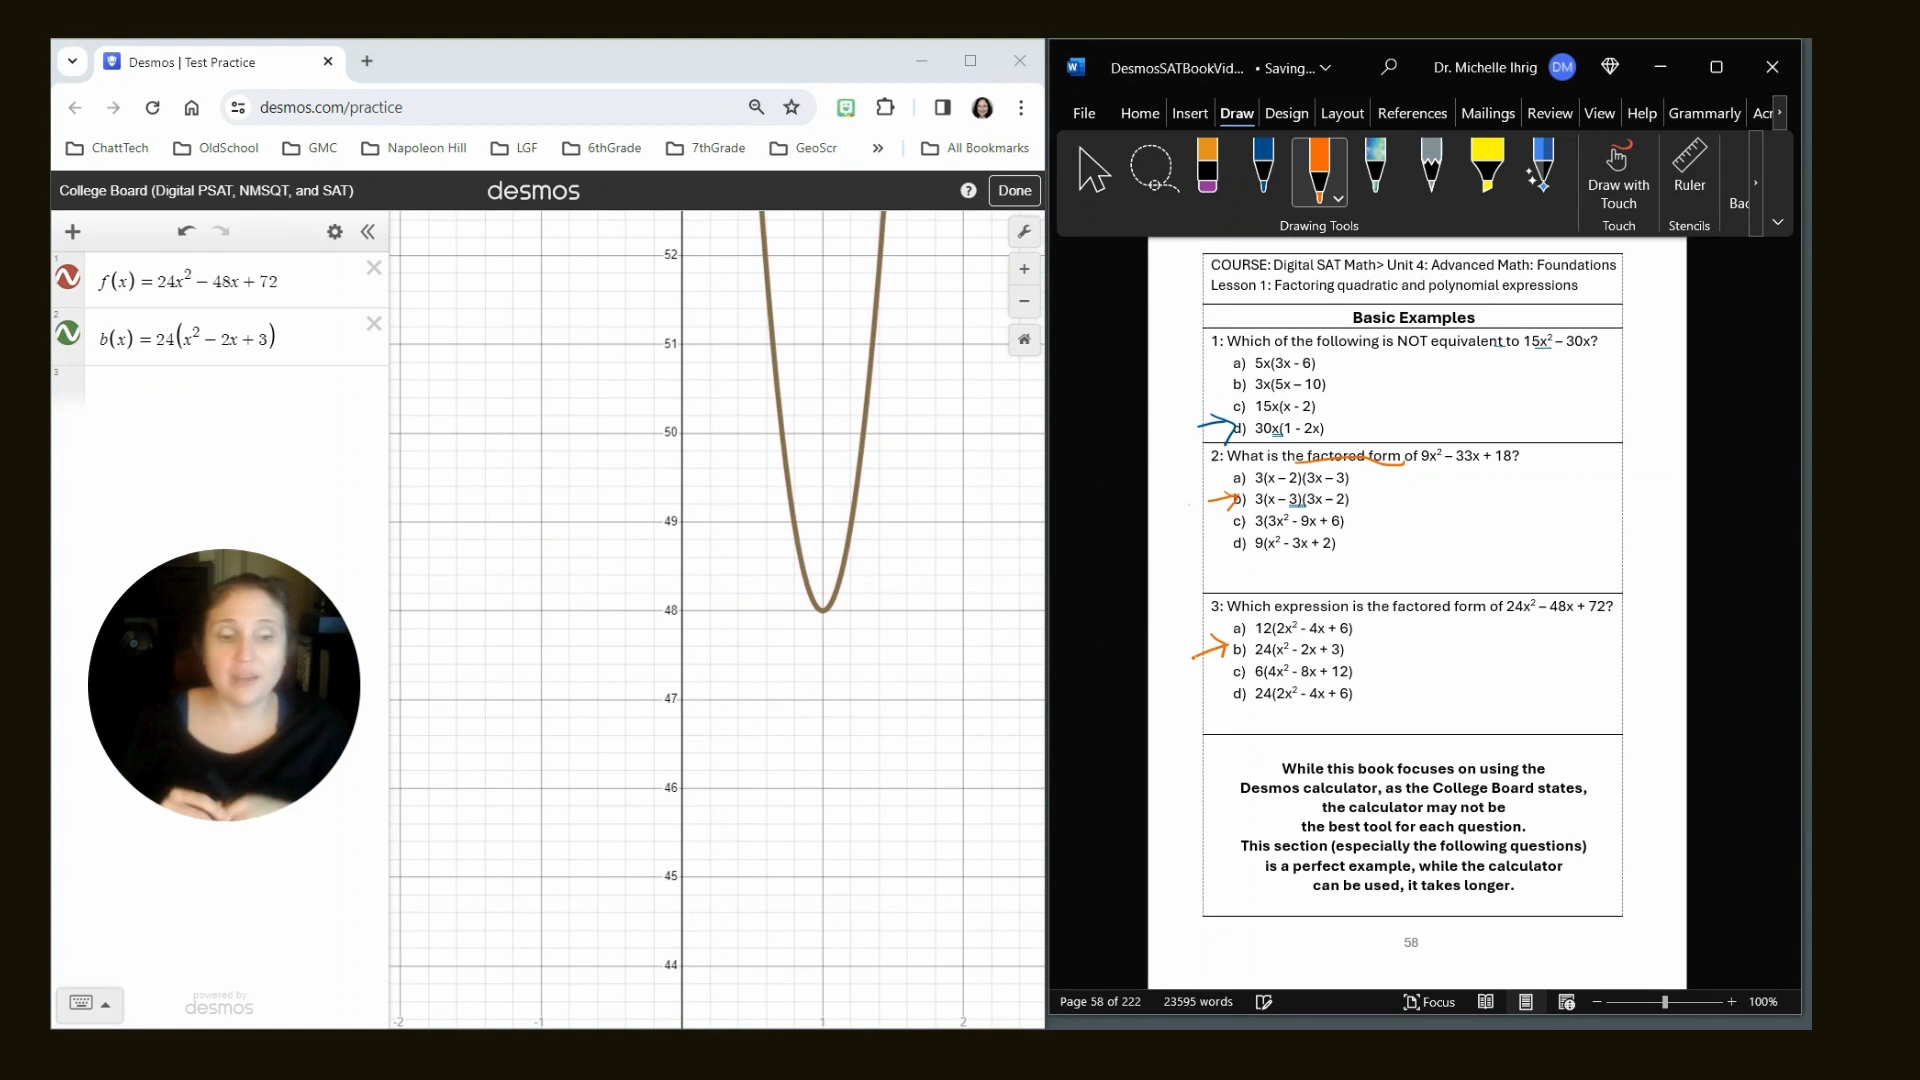 Desmos | Test Practice
desmos.com/practice
ChattTech
OldSchool
GMC
Napoleon Hill
LGF
6thGrade
7thGrade
GeoScr
»
All Bookmarks
College Board (Digital PSAT, NMSQT, and SAT)
desmos
Done
1
f(x) = 24x² − 48x + 72
2
b(x) = 24(x² − 2x + 3)
3
52
51
50
49
48
47
46
45
44
-2
-1
1
2
powered by
desmos
DesmosSATBookVid... • Saving...
Dr. Michelle Ihrig
DM
File
Home
Insert
Draw
Design
Layout
References
Mailings
Review
View
Help
Grammarly
Acr
Draw with
Touch
Ruler
Bac
Drawing Tools
Touch
Stencils
COURSE: Digital SAT Math> Unit 4: Advanced Math: Foundations
Lesson 1: Factoring quadratic and polynomial expressions
Basic Examples
1: Which of the following is NOT equivalent to 15x² – 30x?
a) 5x(3x - 6)
b) 3x(5x – 10)
c) 15x(x - 2)
d) 30x(1 - 2x)
2: What is the factored form of 9x² – 33x + 18?
a) 3(x – 2)(3x – 3)
b) 3(x – 3)(3x – 2)
c) 3(3x² - 9x + 6)
d) 9(x² - 3x + 2)
3: Which expression is the factored form of 24x² – 48x + 72?
a) 12(2x² - 4x + 6)
b) 24(x² - 2x + 3)
c) 6(4x² - 8x + 12)
d) 24(2x² - 4x + 6)
While this book focuses on using the
Desmos calculator, as the College Board states,
the calculator may not be
the best tool for each question.
This section (especially the following questions)
is a perfect example, while the calculator
can be used, it takes longer.
58
Page 58 of 222
23595 words
Focus
100%